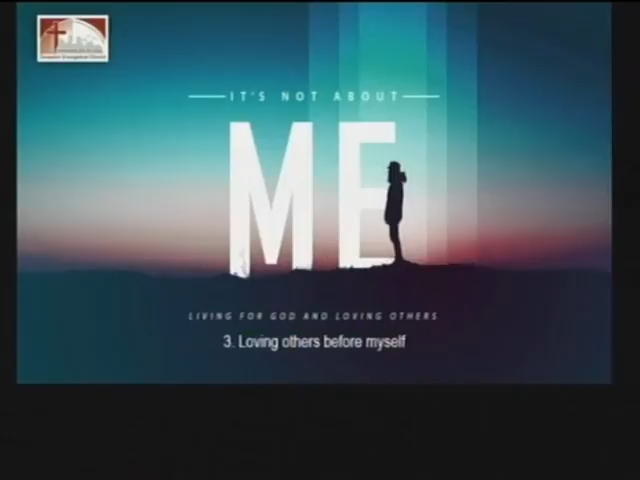 IT'S NOT ABOUT
ME
LIVING FOR GOD AND LOVING OTHERS
3. Loving others before myself